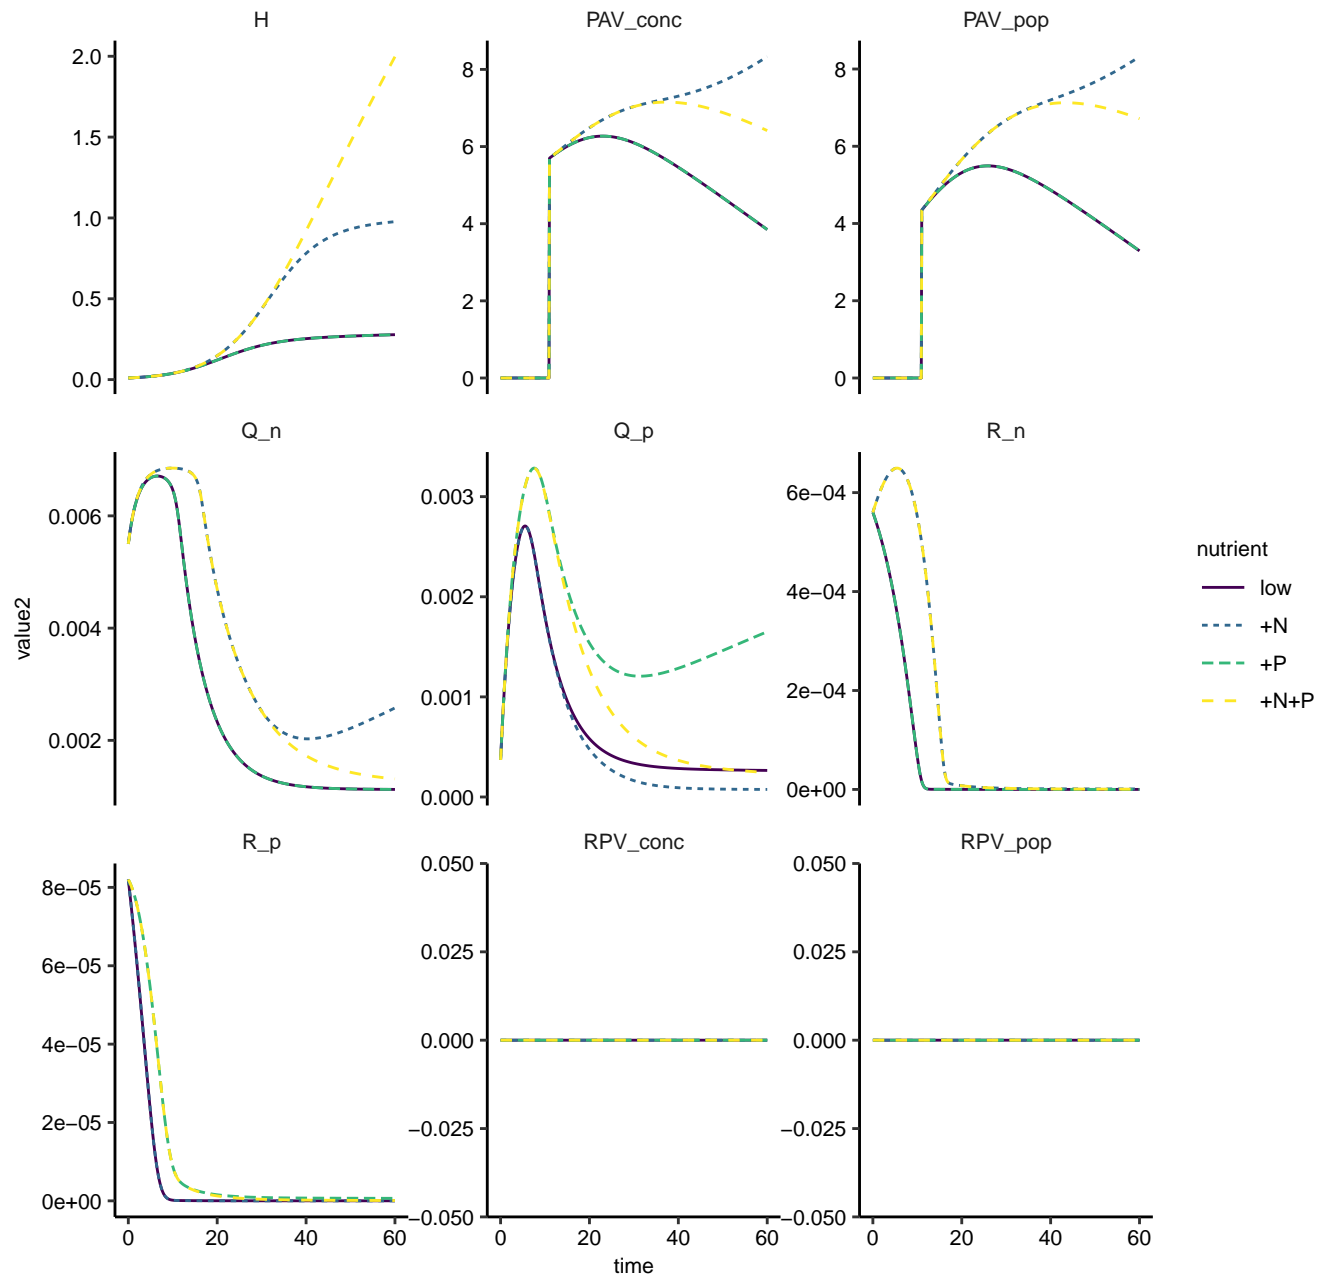 H PAV_conc PAV_pop
2.0
1.5
1.0
0.5
0.0
8
6
4
2
0
8
6
4
2
0
Q_n Q_p R_n
0.006
0.004
0.002
0.003
0.002
0.001
0.000
6e−04
4e−04
2e−04
0e+00
R_p RPV_conc RPV_pop
8e−05
6e−05
4e−05
2e−05
0e+00
0.050
0.025
0.000
−0.025
−0.050
0.050
0.025
0.000
−0.025
−0.050
0 20 40 60
0 20 40 60
0 20 40 60
time
value2
nutrient
low
+N
+P
+N+P